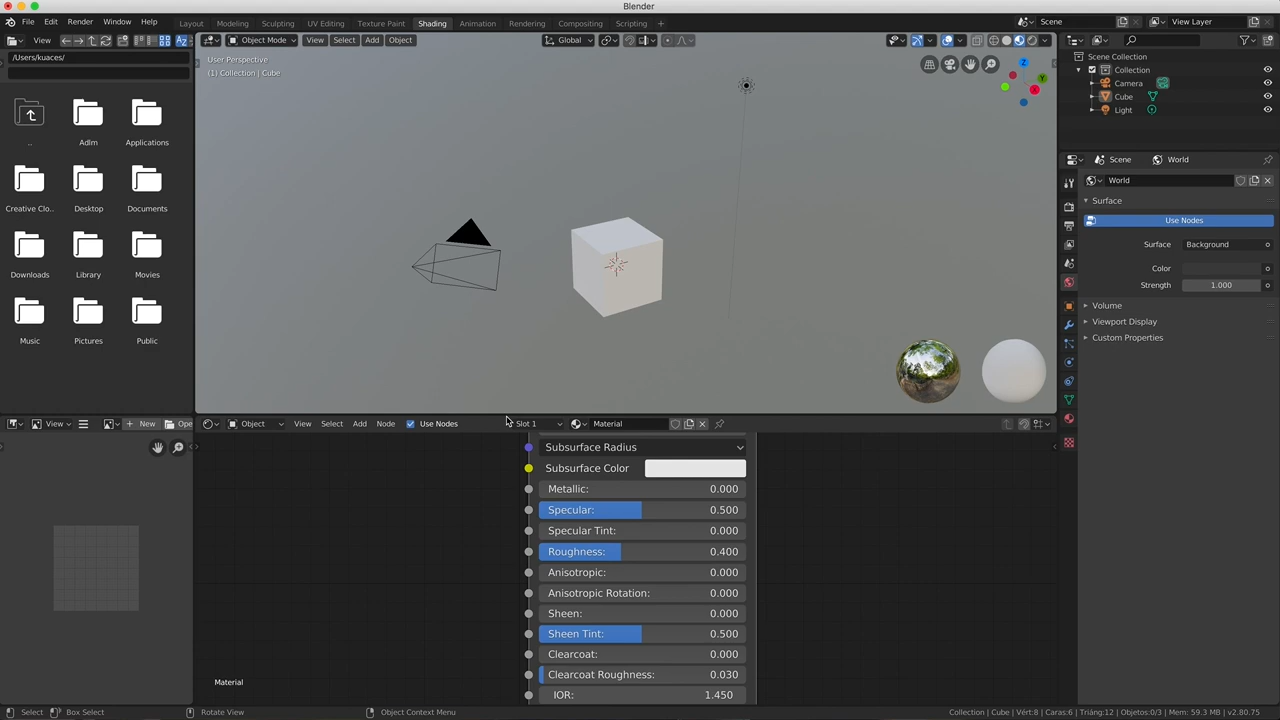 Blender
File Edit Render Window Help
Layout Modeling Sculpting UV Editing Texture Paint Shading Animation Rendering Compositing Scripting +
Scene
View Layer
View
Object Mode View Select Add Object
Global
/Users/kuaces/
User Perspective
(1) Collection | Cube
Scene Collection
Collection
Camera
Cube
Light
..
Adlm
Applications
Creative Clo...
Desktop
Documents
Downloads
Library
Movies
Music
Pictures
Public
Scene World
World
Surface
Use Nodes
Surface Background
Color
Strength 1.000
Volume
Viewport Display
Custom Properties
Z
Y
X
View New Ope
Object View Select Add Node Use Nodes Slot 1 Material
Subsurface Radius
Subsurface Color
Metallic: 0.000
Specular: 0.500
Specular Tint: 0.000
Roughness: 0.400
Anisotropic: 0.000
Anisotropic Rotation: 0.000
Sheen: 0.000
Sheen Tint: 0.500
Clearcoat: 0.000
Clearcoat Roughness: 0.030
IOR: 1.450
Material
Select Box Select Rotate View Object Context Menu
Collection | Cube | Vért:8 | Caras:6 | Triáng:12 | Objetos:0/3 | Mem: 59.3 MB | v2.80.75